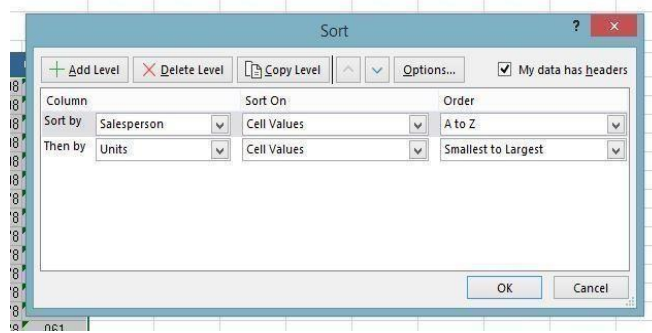 Sort
?
Add Level Delete Level Copy Level Options... My data has headers
Column Sort On Order
Sort by Salesperson Cell Values A to Z
Then by Units Cell Values Smallest to Largest
OK Cancel
061